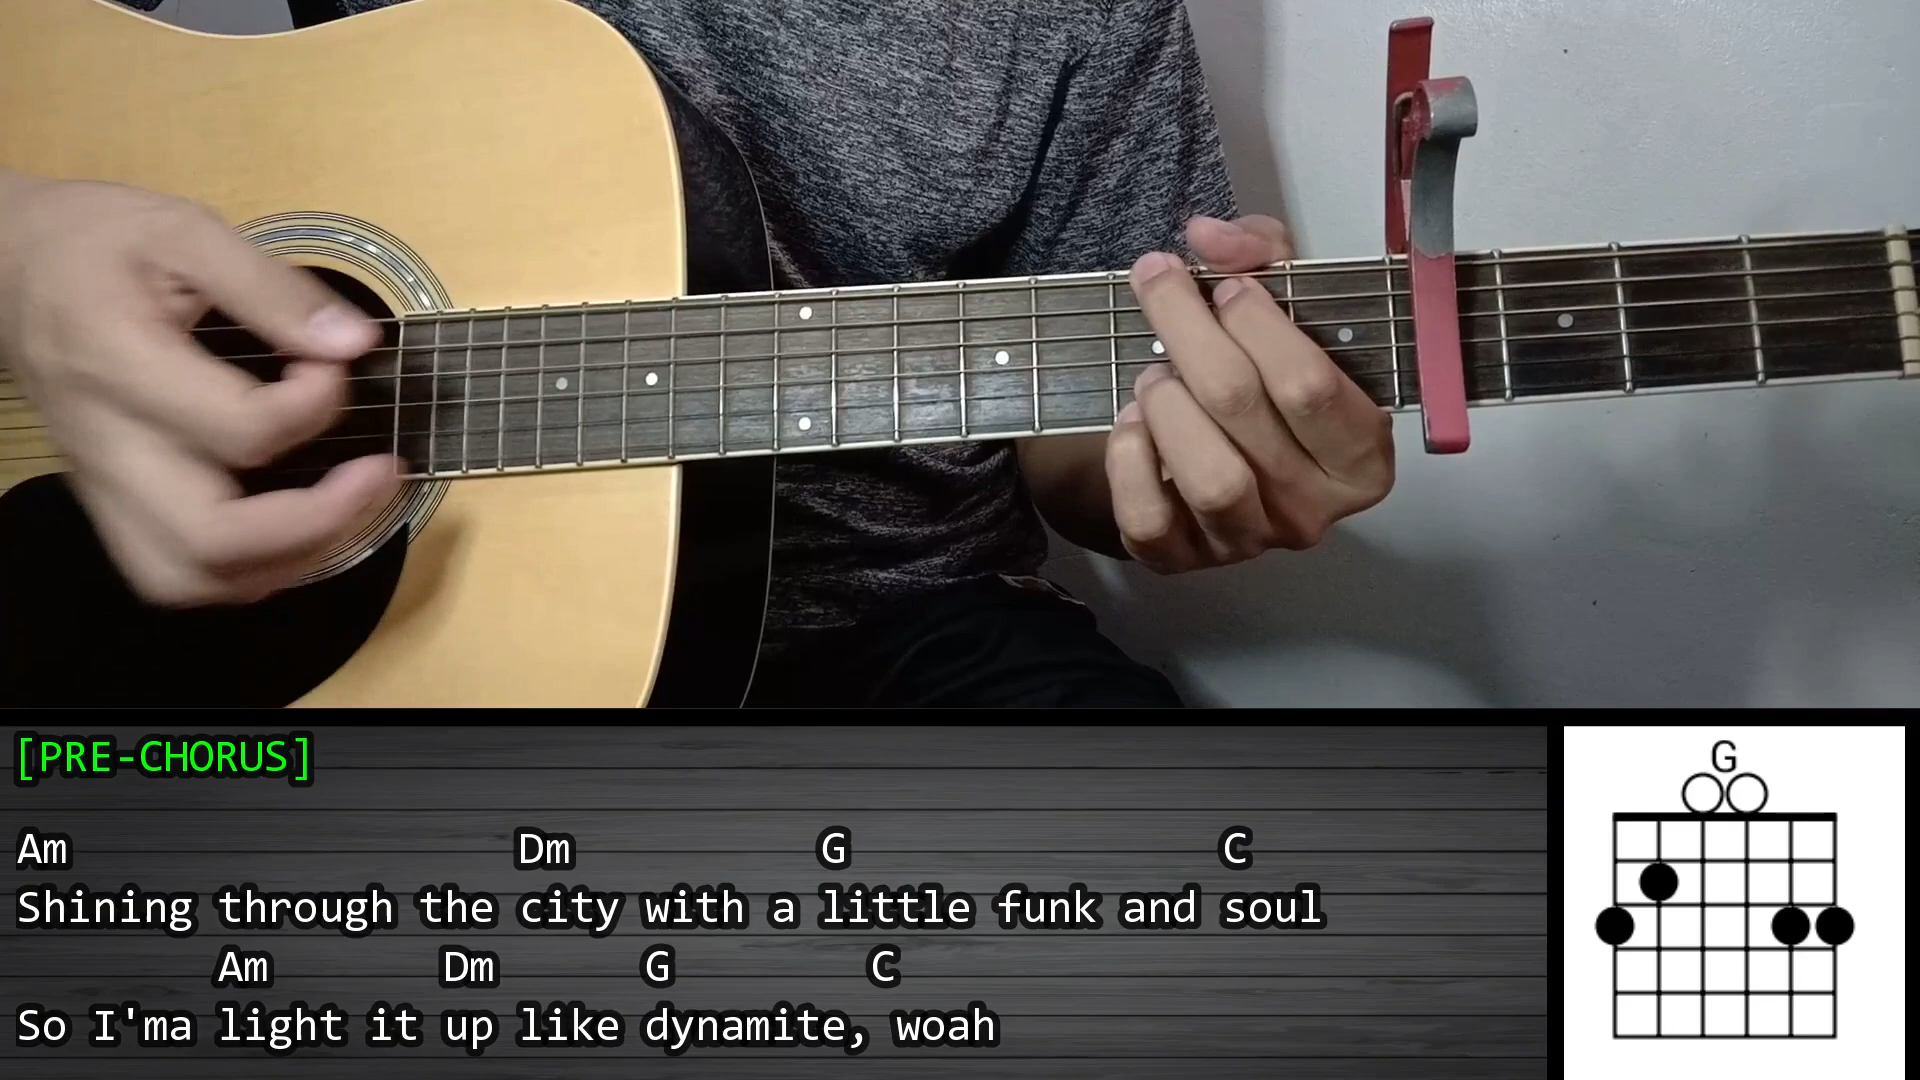 [PRE-CHORUS]
Am Dm G C
Shining through the city with a little funk and soul
Am Dm G C
So I'ma light it up like dynamite, woah
G